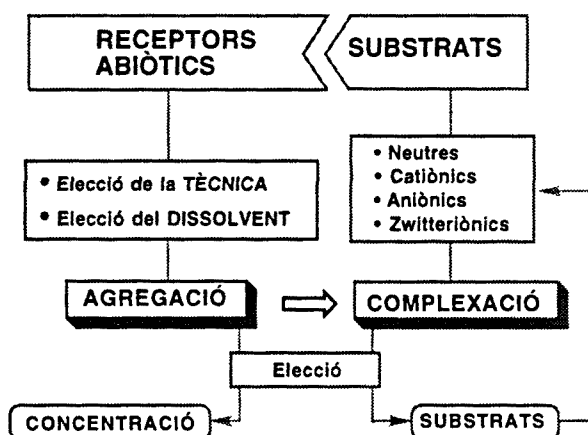 RECEPTORS
ABIÒTICS
SUBSTRATS
• Elecció de la TÈCNICA
• Elecció del DISSOLVENT
• Neutres
• Catiònics
• Aniònics
• Zwitteriònics
AGREGACIÓ
COMPLEXACIÓ
Elecció
CONCENTRACIÓ
SUBSTRATS